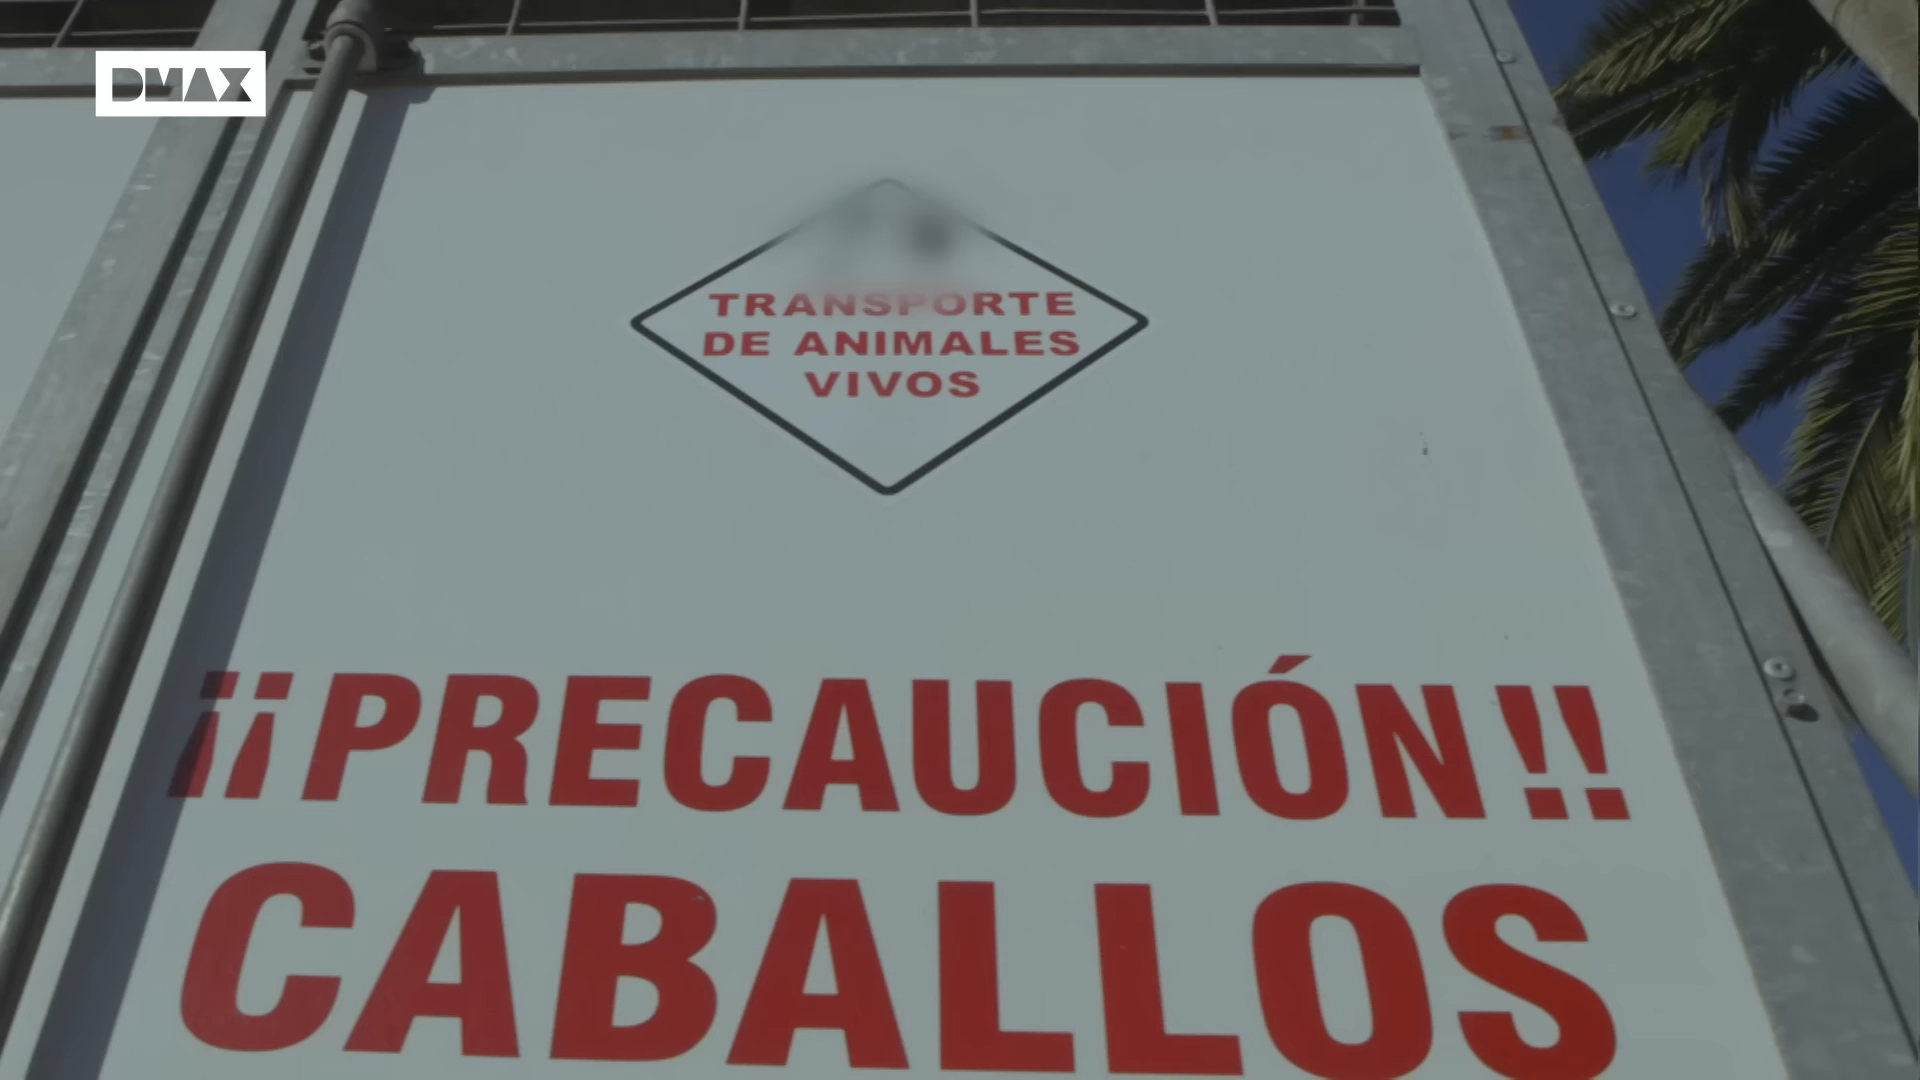 DMAX
TRANSPORTE
DE ANIMALES
VIVOS
¡¡PRECAUCIÓN!!
CABALLOS